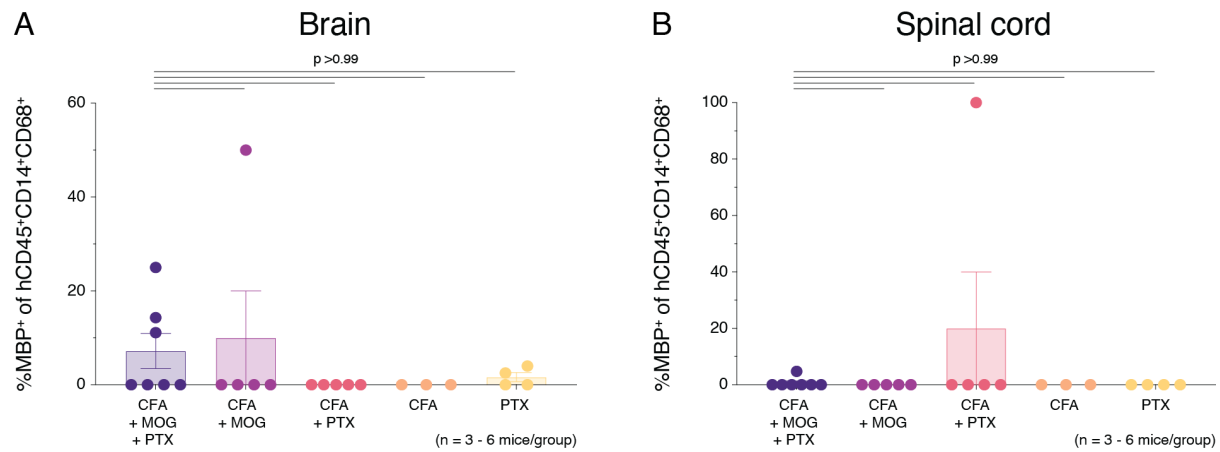 A
Brain
p >0.99
%MBP⁺ of hCD45⁺CD14⁺CD68⁺
60
40
20
0
CFA
+ MOG
+ PTX
CFA
+ MOG
CFA
+ PTX
CFA
PTX
(n = 3 - 6 mice/group)
B
Spinal cord
p >0.99
%MBP⁺ of hCD45⁺CD14⁺CD68⁺
100
80
60
40
20
0
CFA
+ MOG
+ PTX
CFA
+ MOG
CFA
+ PTX
CFA
PTX
(n = 3 - 6 mice/group)